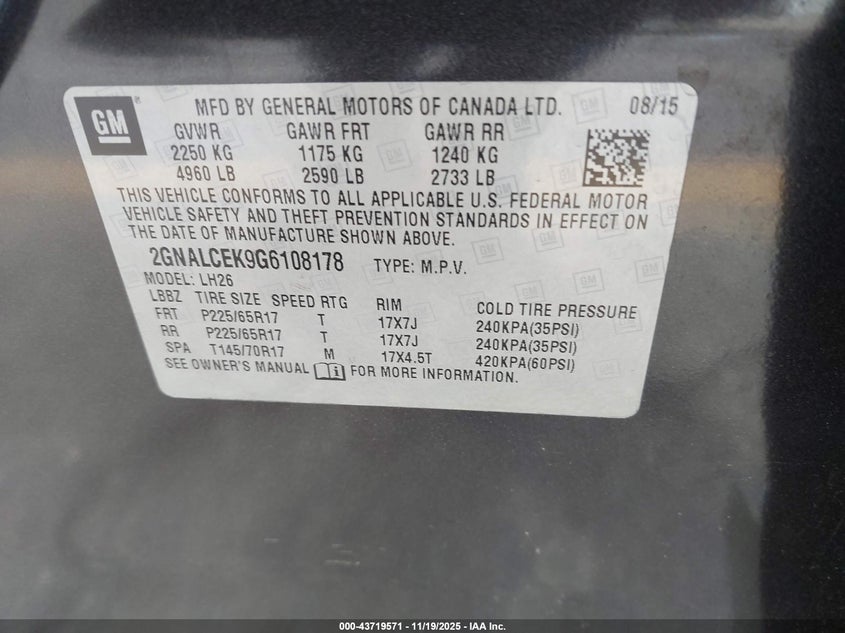 GM
MFD BY GENERAL MOTORS OF CANADA LTD. 08/15
GVWR GAWR FRT GAWR RR
2250 KG 1175 KG 1240 KG
4960 LB 2590 LB 2733 LB
THIS VEHICLE CONFORMS TO ALL APPLICABLE U.S. FEDERAL MOTOR
VEHICLE SAFETY AND THEFT PREVENTION STANDARDS IN EFFECT ON
THE DATE OF MANUFACTURE SHOWN ABOVE.
2GNALCEK9G6108178 TYPE: M.P.V.
MODEL: LH26
LBBZ TIRE SIZE SPEED RTG RIM COLD TIRE PRESSURE
FRT P225/65R17 T 17X7J 240KPA(35PSI)
RR P225/65R17 T 17X7J 240KPA(35PSI)
SPA T145/70R17 M 17X4.5T 420KPA(60PSI)
SEE OWNER'S MANUAL FOR MORE INFORMATION.
000-43719571 - 11/19/2025 - IAA Inc.